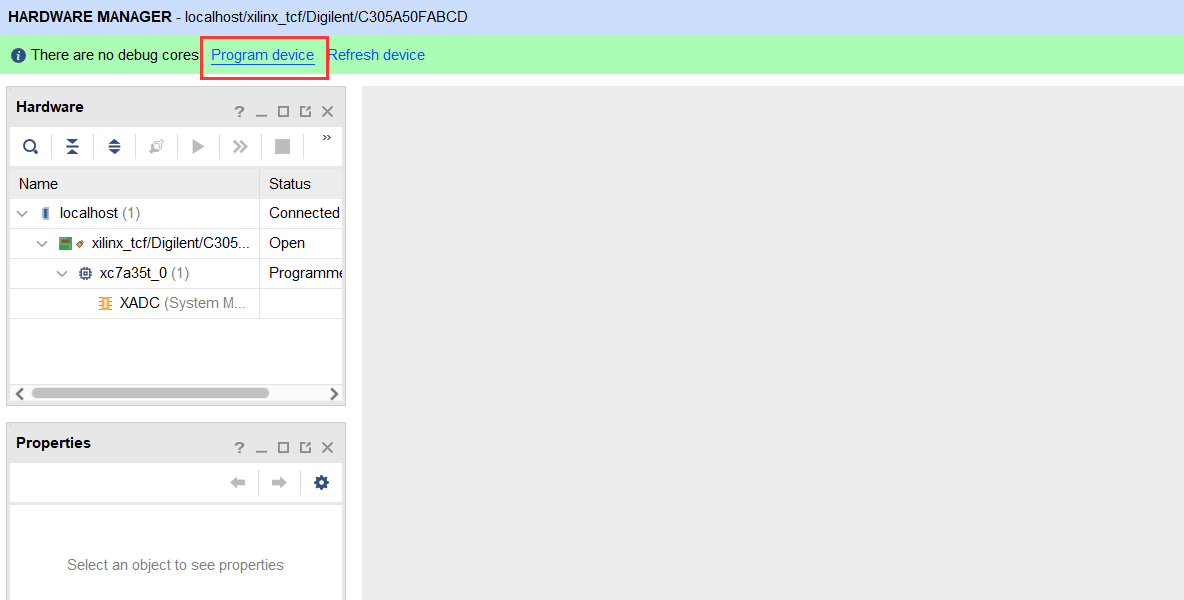 HARDWARE MANAGER - localhost/xilinx_tcf/Digilent/C305A50FABCD
There are no debug cores. Program device Refresh device
Hardware
Name Status
localhost (1) Connected
xilinx_tcf/Digilent/C305... Open
xc7a35t_0 (1) Programme
XADC (System M...
Properties
Select an object to see properties